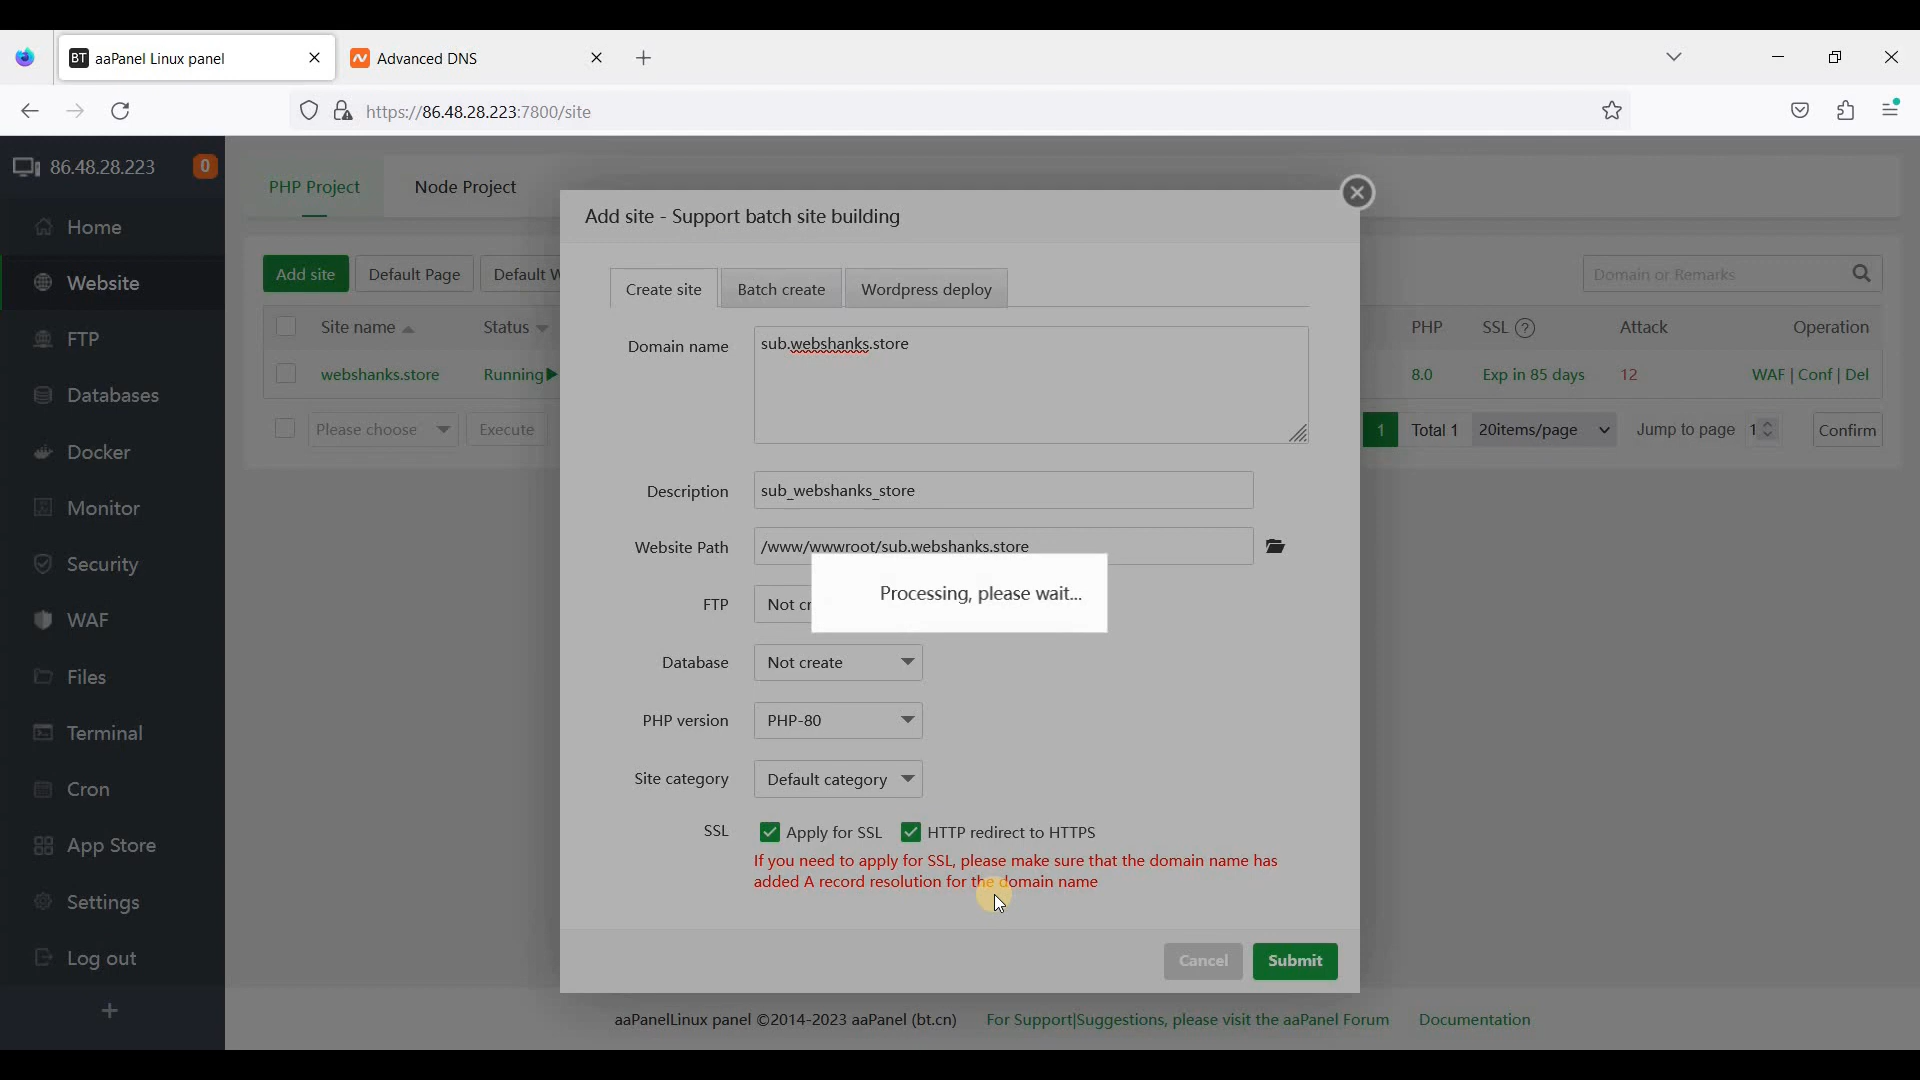 BT aaPanel Linux panel
Advanced DNS
https://86.48.28.223:7800/site
86.48.28.223
0
Home
Website
FTP
Databases
Docker
Monitor
Security
WAF
Files
Terminal
Cron
App Store
Settings
Log out
PHP Project
Node Project
Add site
Default Page
Default W
Domain or Remarks
Site name
Status
PHP
SSL
Attack
Operation
webshanks.store
Running
8.0
Exp in 85 days
12
WAF | Conf | Del
Please choose
Execute
1
Total 1
20items/page
Jump to page
1
Confirm
Add site - Support batch site building
Create site
Batch create
Wordpress deploy
Domain name
sub.webshanks.store
Description
sub_webshanks_store
Website Path
/www/wwwroot/sub.webshanks.store
Processing, please wait...
FTP
Not cr
Database
Not create
PHP version
PHP-80
Site category
Default category
SSL
Apply for SSL
HTTP redirect to HTTPS
If you need to apply for SSL, please make sure that the domain name has
added A record resolution for the domain name
Cancel
Submit
aaPanelLinux panel ©2014-2023 aaPanel (bt.cn)
For Support|Suggestions, please visit the aaPanel Forum
Documentation